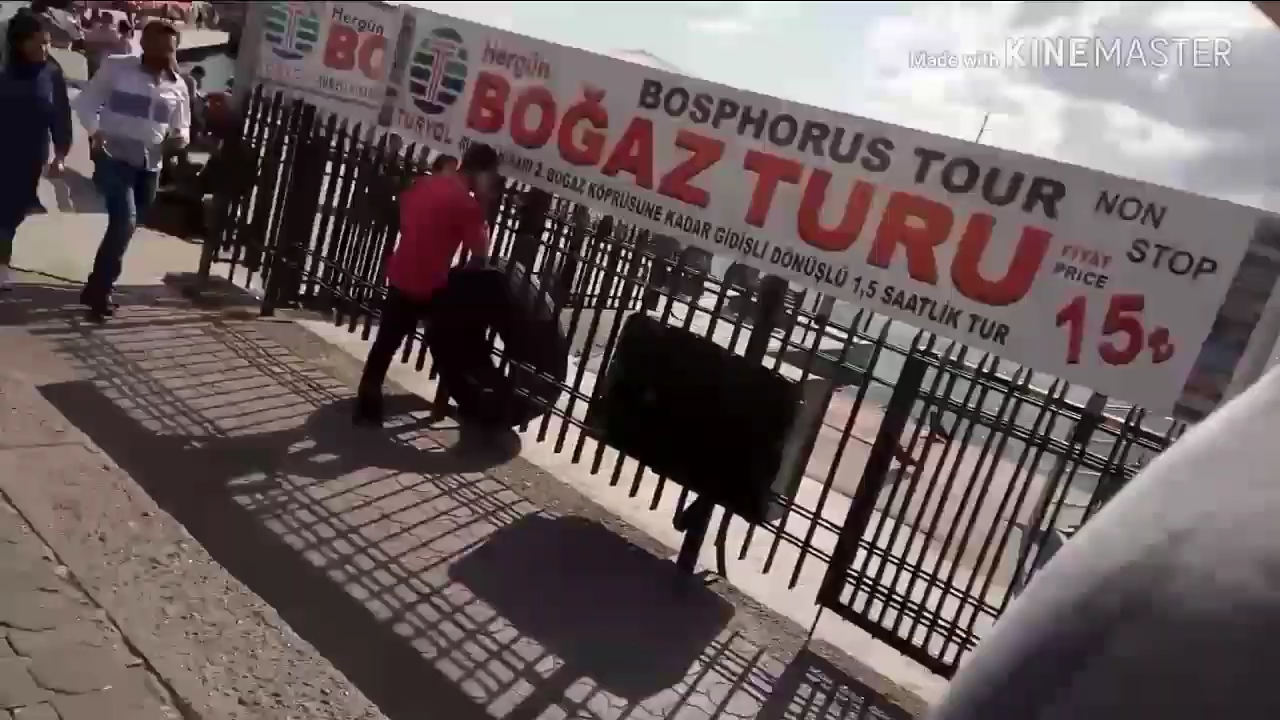 Hergün
BO
Hergün
BOĞAZ TURU
TURYOL
BOSPHORUS TOUR
NON
STOP
2. BOĞAZ KÖPRÜSÜNE KADAR GİDİŞLİ DÖNÜŞLÜ 1,5 SAATLİK TUR
FİYAT
PRICE
15₺
Made with KINEMASTER